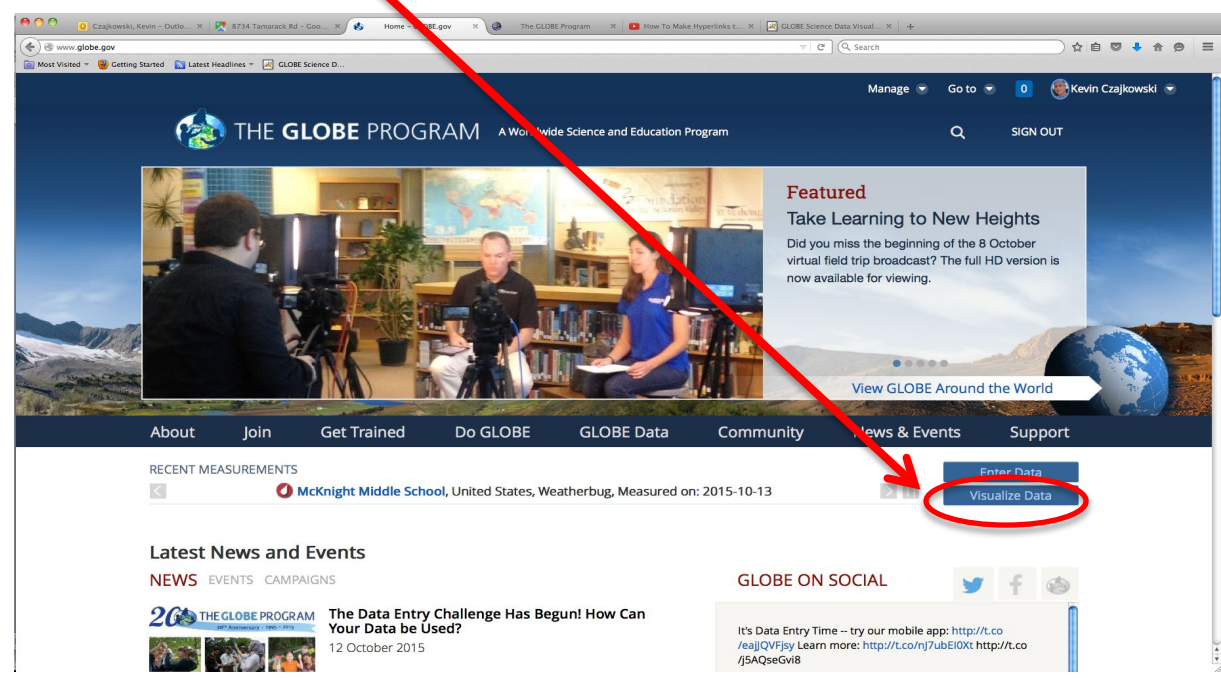 Czajkowski, Kevin – Outlo...
8734 Tamarack Rd – Goo...
Home – GLOBE.gov
The GLOBE Program
How To Make Hyperlinks t...
GLOBE Science Data Visual...
www.globe.gov
Search
Most Visited
Getting Started
Latest Headlines
GLOBE Science D...
Manage
Go to
0
Kevin Czajkowski
THE GLOBE PROGRAM
A Worldwide Science and Education Program
SIGN OUT
Featured
Take Learning to New Heights
Did you miss the beginning of the 8 October
virtual field trip broadcast? The full HD version is
now available for viewing.
View GLOBE Around the World
About
Join
Get Trained
Do GLOBE
GLOBE Data
Community
News & Events
Support
RECENT MEASUREMENTS
McKnight Middle School, United States, Weatherbug, Measured on: 2015-10-13
Enter Data
Visualize Data
Latest News and Events
NEWS EVENTS CAMPAIGNS
THE GLOBE PROGRAM
20th Anniversary · 1995 - 2015
The Data Entry Challenge Has Begun! How Can
Your Data be Used?
12 October 2015
GLOBE ON SOCIAL
It's Data Entry Time -- try our mobile app: http://t.co
/eajJQVFjsy Learn more: http://t.co/nJ7ubEI0Xt http://t.co
/j5AQseGvi8